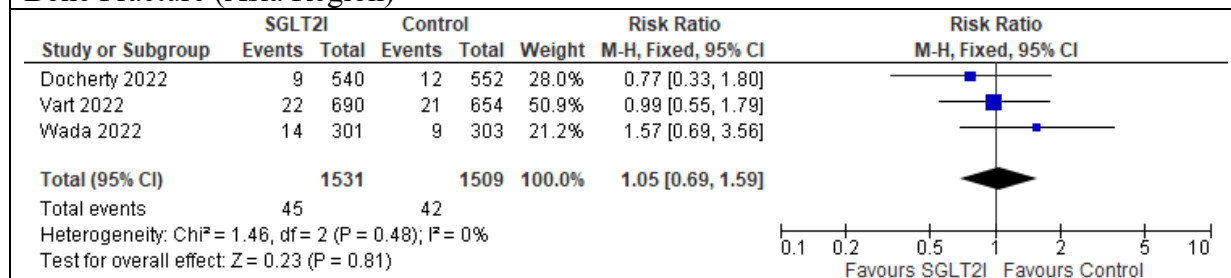 Bone Fracture (Asia Region)
SGLT2I Control Risk Ratio Risk Ratio
Study or Subgroup Events Total Events Total Weight M-H, Fixed, 95% CI M-H, Fixed, 95% CI
Docherty 2022 9 540 12 552 28.0% 0.77 [0.33, 1.80]
Vart 2022 22 690 21 654 50.9% 0.99 [0.55, 1.79]
Wada 2022 14 301 9 303 21.2% 1.57 [0.69, 3.56]
Total (95% CI) 1531 1509 100.0% 1.05 [0.69, 1.59]
Total events 45 42
Heterogeneity: Chi² = 1.46, df = 2 (P = 0.48); I² = 0%
Test for overall effect: Z = 0.23 (P = 0.81)
0.1 0.2 0.5 1 2 5 10
Favours SGLT2I Favours Control